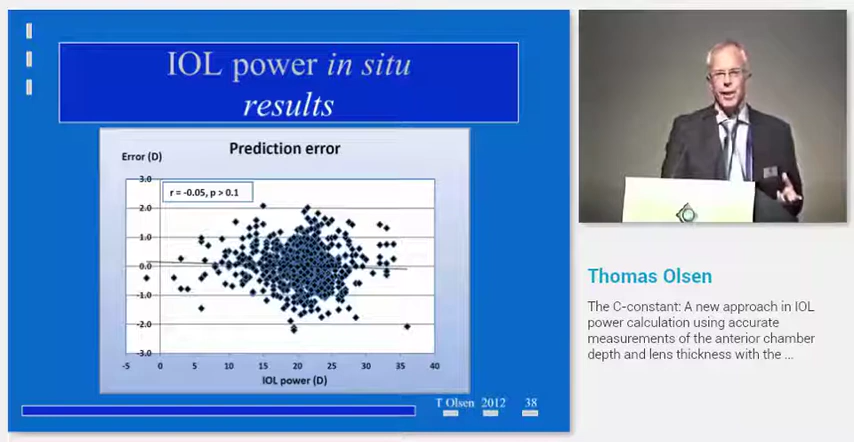 IOL power in situ
results
Prediction error
Error (D)
r = -0.05, p > 0.1
3.0
2.0
1.0
0.0
-1.0
-2.0
-3.0
-5 0 5 10 15 20 25 30 35 40
IOL power (D)
T Olsen 2012 38
Thomas Olsen
The C-constant: A new approach in IOL
power calculation using accurate
measurements of the anterior chamber
depth and lens thickness with the ...